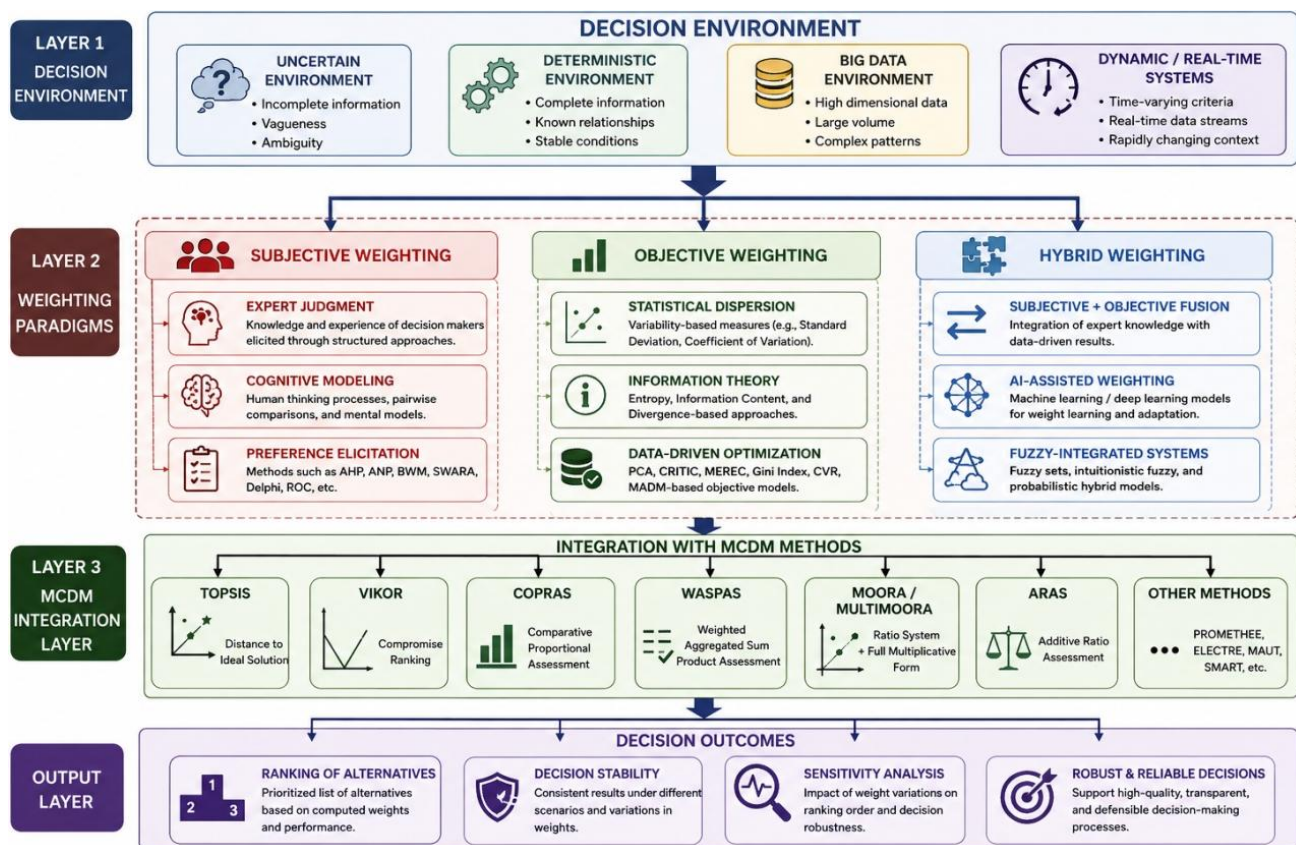 LAYER 1
DECISION
ENVIRONMENT
DECISION ENVIRONMENT
?
UNCERTAIN
ENVIRONMENT
• Incomplete information
• Vagueness
• Ambiguity
DETERMINISTIC
ENVIRONMENT
• Complete information
• Known relationships
• Stable conditions
BIG DATA
ENVIRONMENT
• High dimensional data
• Large volume
• Complex patterns
DYNAMIC / REAL-TIME
SYSTEMS
• Time-varying criteria
• Real-time data streams
• Rapidly changing context
LAYER 2
WEIGHTING
PARADIGMS
SUBJECTIVE WEIGHTING
EXPERT JUDGMENT
Knowledge and experience of decision makers
elicited through structured approaches.
COGNITIVE MODELING
Human thinking processes, pairwise
comparisons, and mental models.
PREFERENCE ELICITATION
Methods such as AHP, ANP, BWM, SWARA,
Delphi, ROC, etc.
OBJECTIVE WEIGHTING
STATISTICAL DISPERSION
Variability-based measures (e.g., Standard
Deviation, Coefficient of Variation).
i
INFORMATION THEORY
Entropy, Information Content, and
Divergence-based approaches.
DATA-DRIVEN OPTIMIZATION
PCA, CRITIC, MEREC, Gini Index, CVR,
MADM-based objective models.
HYBRID WEIGHTING
SUBJECTIVE + OBJECTIVE FUSION
Integration of expert knowledge with
data-driven results.
AI-ASSISTED WEIGHTING
Machine learning / deep learning models
for weight learning and adaptation.
FUZZY-INTEGRATED SYSTEMS
Fuzzy sets, intuitionistic fuzzy, and
probabilistic hybrid models.
LAYER 3
MCDM
INTEGRATION
LAYER
INTEGRATION WITH MCDM METHODS
TOPSIS
Distance to
Ideal Solution
VIKOR
Compromise
Ranking
COPRAS
Comparative
Proportional
Assessment
WASPAS
Weighted
Aggregated Sum
Product Assessment
MOORA /
MULTIMOORA
Ratio System
+ Full Multiplicative
Form
ARAS
Additive Ratio
Assessment
OTHER METHODS
PROMETHEE,
ELECTRE, MAUT,
SMART, etc.
OUTPUT
LAYER
DECISION OUTCOMES
1
2
3
RANKING OF ALTERNATIVES
Prioritized list of alternatives
based on computed weights
and performance.
DECISION STABILITY
Consistent results under different
scenarios and variations in
weights.
SENSITIVITY ANALYSIS
Impact of weight variations on
ranking order and decision
robustness.
ROBUST & RELIABLE DECISIONS
Support high-quality, transparent,
and defensible decision-making
processes.